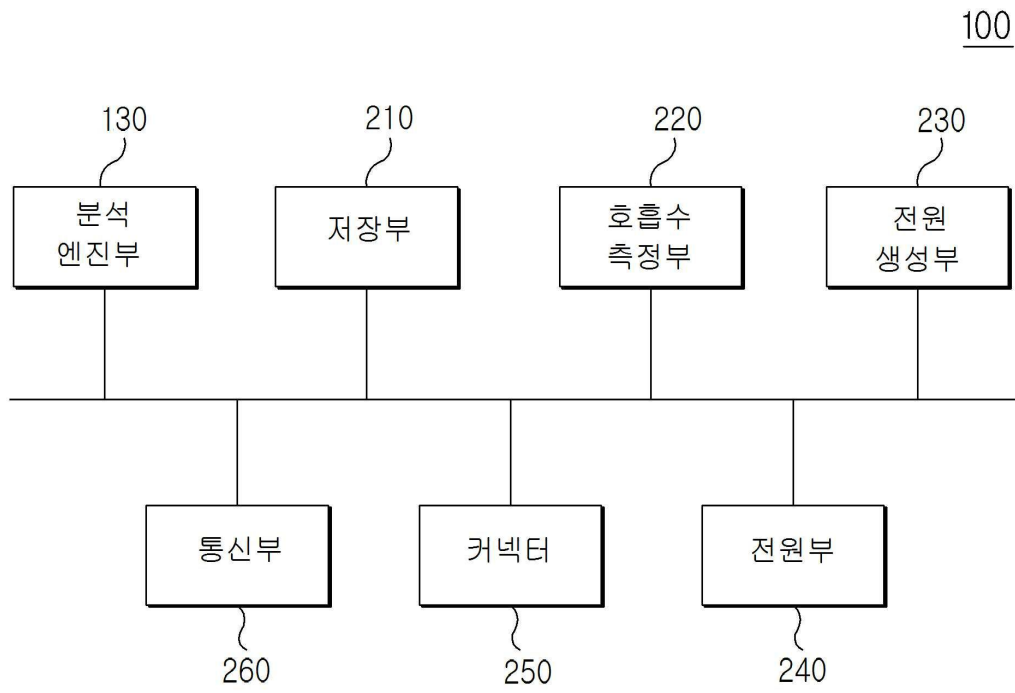 100
130
210
220
230
분석
엔진부
저장부
호흡수
측정부
전원
생성부
통신부
커넥터
전원부
260
250
240